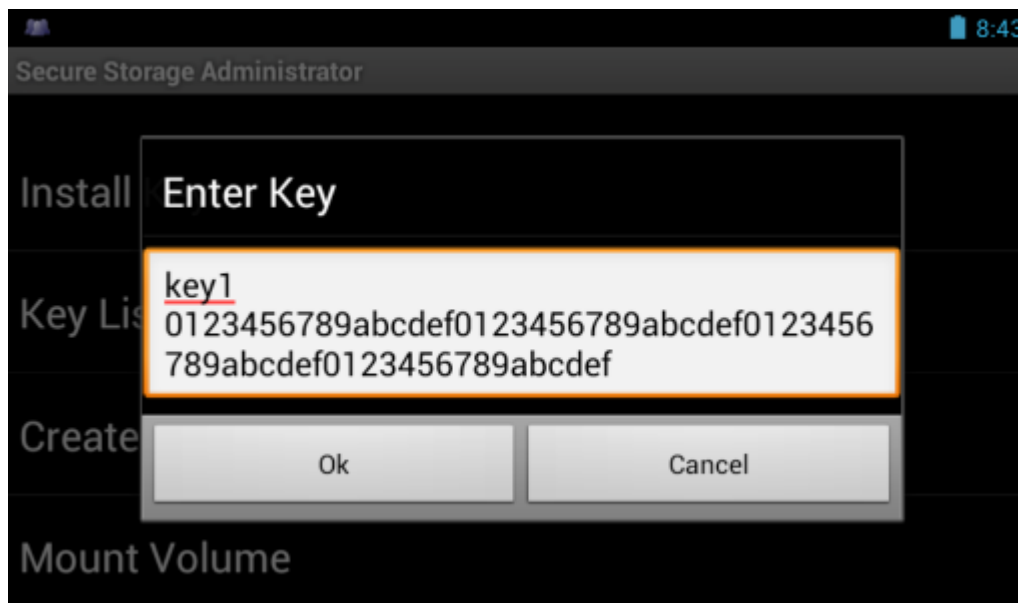 8:43
Secure Storage Administrator
Install
Enter Key
key1
0123456789abcdef0123456789abcdef0123456
789abcdef0123456789abcdef
Key Lis
Create
Ok
Cancel
Mount Volume